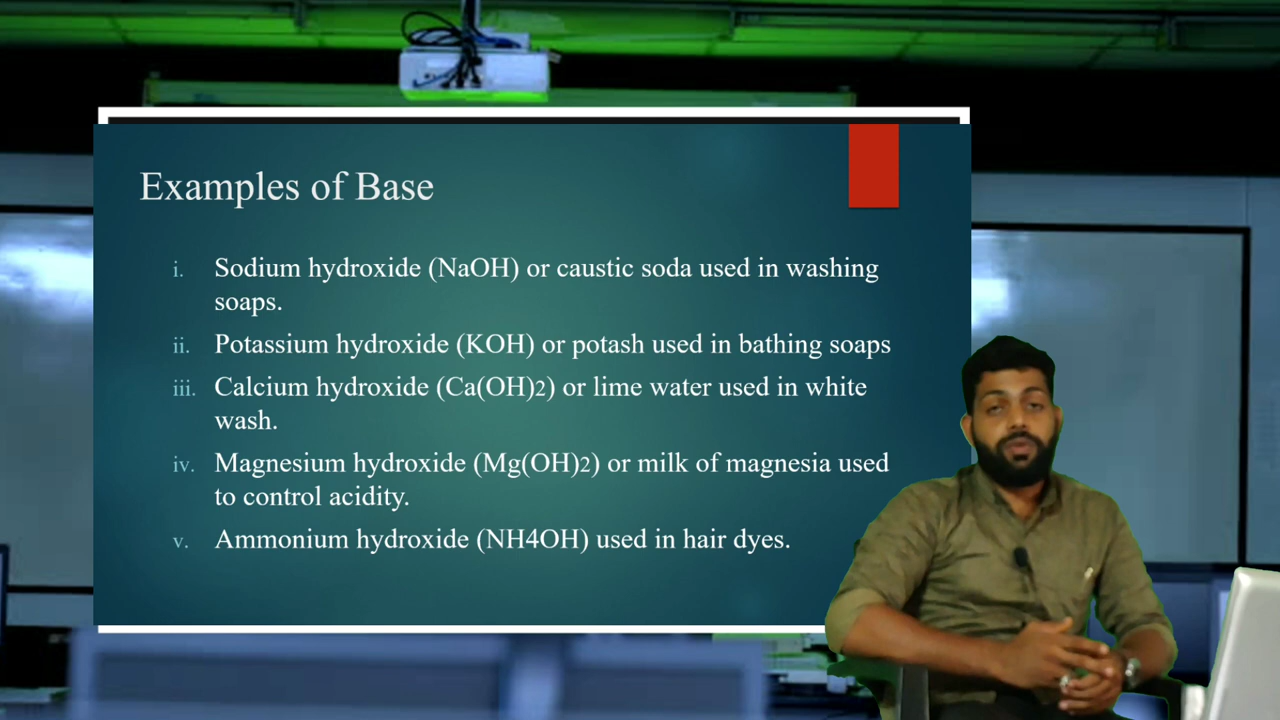 Examples of Base
i. Sodium hydroxide (NaOH) or caustic soda used in washing
soaps.
ii. Potassium hydroxide (KOH) or potash used in bathing soaps
iii. Calcium hydroxide (Ca(OH)2) or lime water used in white
wash.
iv. Magnesium hydroxide (Mg(OH)2) or milk of magnesia used
to control acidity.
v. Ammonium hydroxide (NH4OH) used in hair dyes.